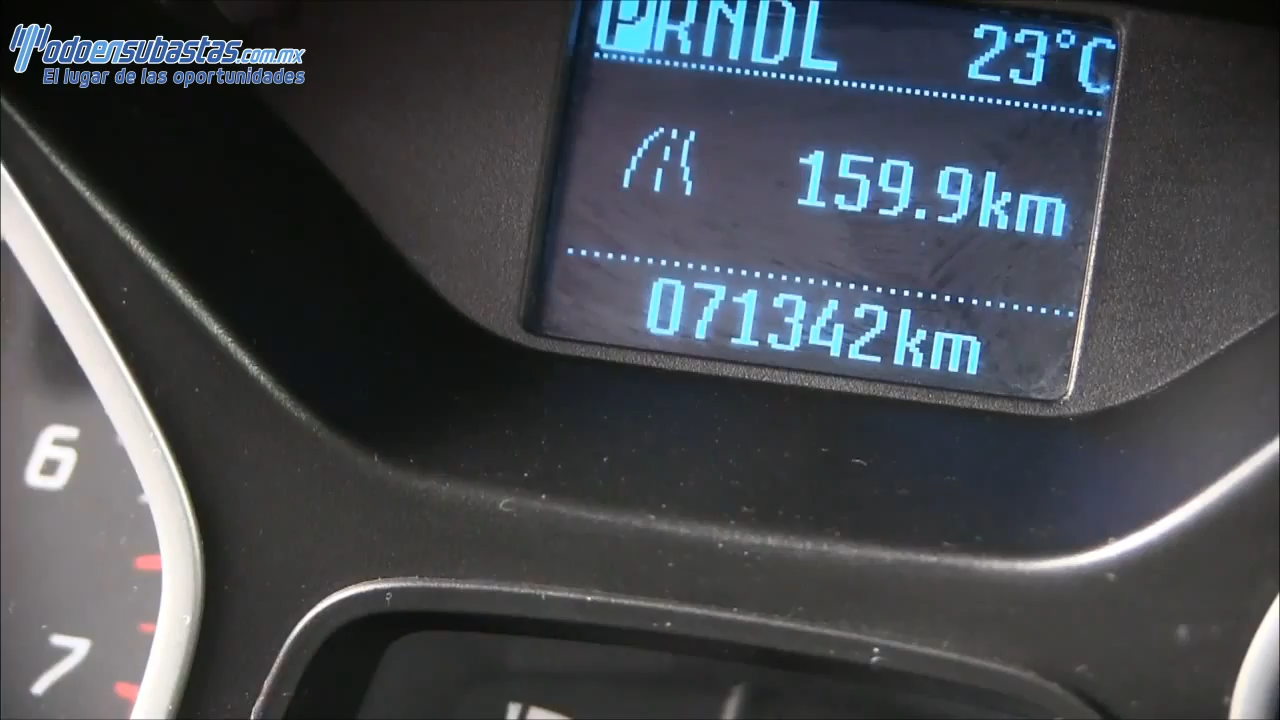 Todoensubastas.com.mx
El lugar de las oportunidades
PRNDL 23°C
159.9km
071342km
6
7